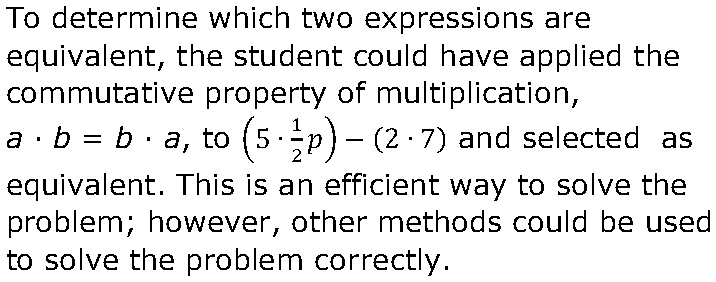 To determine which two expressions are
equivalent, the student could have applied the
commutative property of multiplication,
a · b = b · a, to (5 · 1/2 p) – (2 · 7) and selected  as
equivalent. This is an efficient way to solve the
problem; however, other methods could be used
to solve the problem correctly.